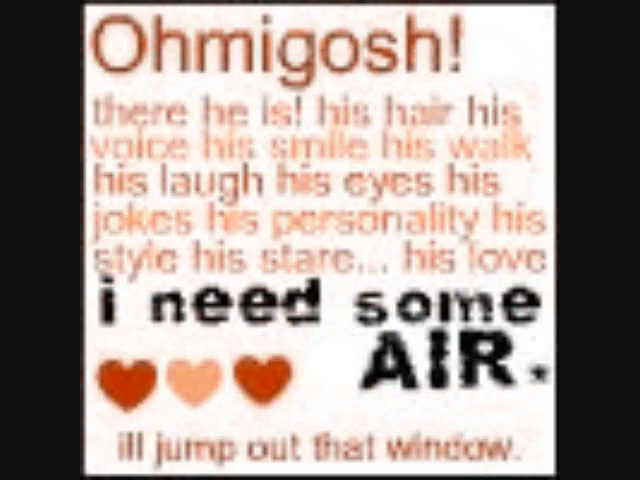 Ohmigosh!
there he is! his hair his
voice his smile his walk
his laugh his eyes his
jokes his personality his
style his stare... his love
i need some
AIR.
ill jump out that window.